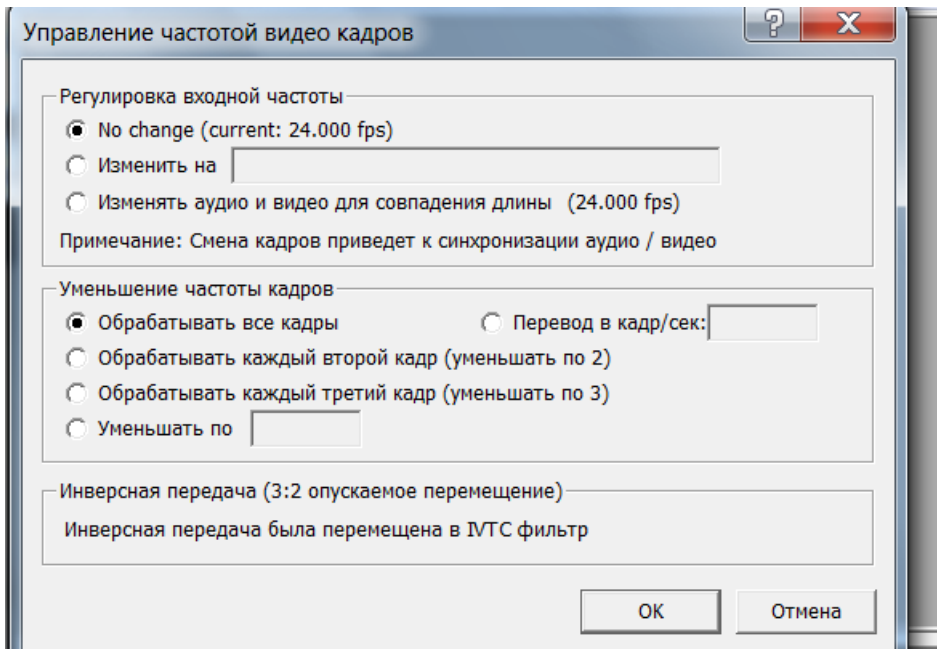 Управление частотой видео кадров
Регулировка входной частоты
No change (current: 24.000 fps)
Изменить на
Изменять аудио и видео для совпадения длины (24.000 fps)
Примечание: Смена кадров приведет к синхронизации аудио / видео
Уменьшение частоты кадров
Обрабатывать все кадры Перевод в кадр/сек:
Обрабатывать каждый второй кадр (уменьшать по 2)
Обрабатывать каждый третий кадр (уменьшать по 3)
Уменьшать по
Инверсная передача (3:2 опускаемое перемещение)
Инверсная передача была перемещена в IVTC фильтр
OK Отмена